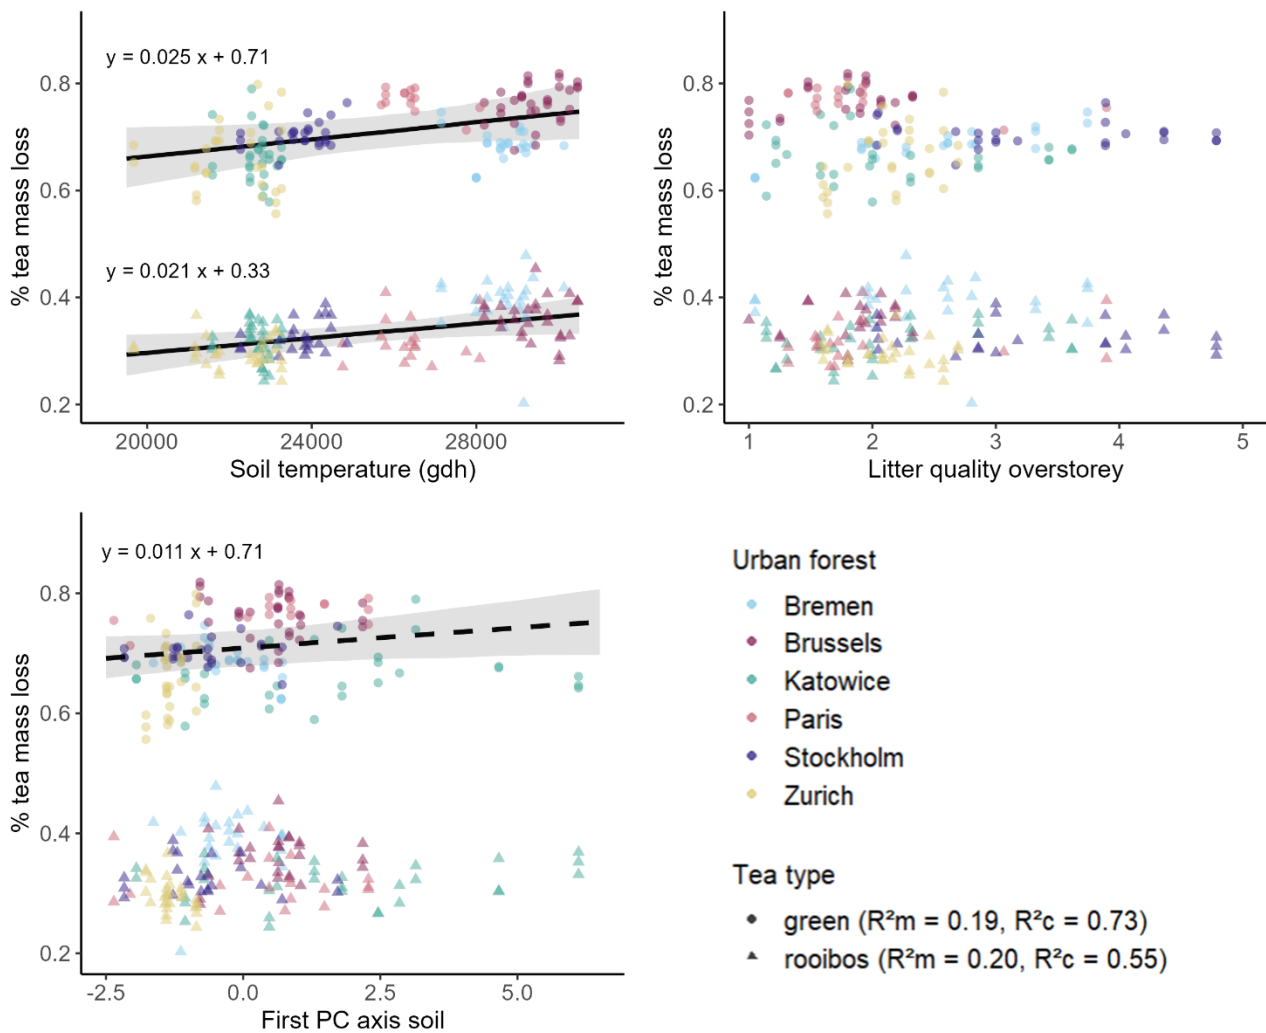 y = 0.025 x + 0.71
y = 0.021 x + 0.33
% tea mass loss
0.8
0.6
0.4
0.2
20000 24000 28000
Soil temperature (gdh)
% tea mass loss
0.8
0.6
0.4
0.2
1 2 3 4 5
Litter quality overstorey
y = 0.011 x + 0.71
% tea mass loss
0.8
0.6
0.4
0.2
-2.5 0.0 2.5 5.0
First PC axis soil
Urban forest
Bremen
Brussels
Katowice
Paris
Stockholm
Zurich
Tea type
green (R²m = 0.19, R²c = 0.73)
rooibos (R²m = 0.20, R²c = 0.55)